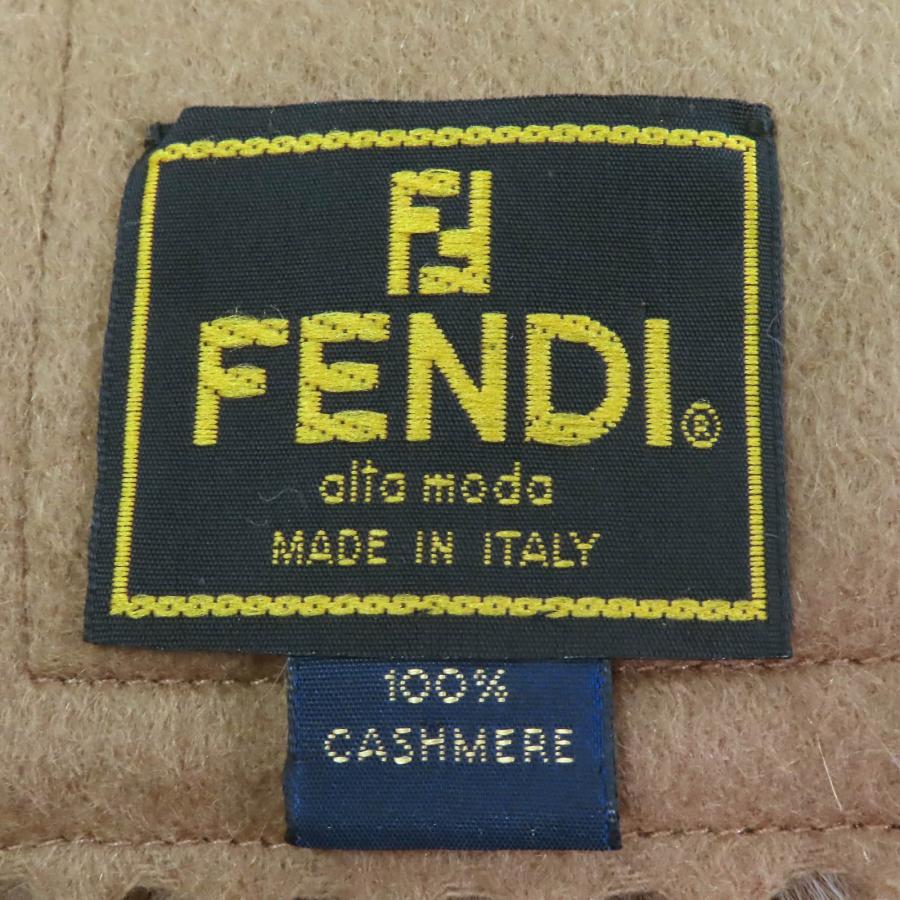 FF
FENDI®
alta moda
MADE IN ITALY
100%
CASHMERE